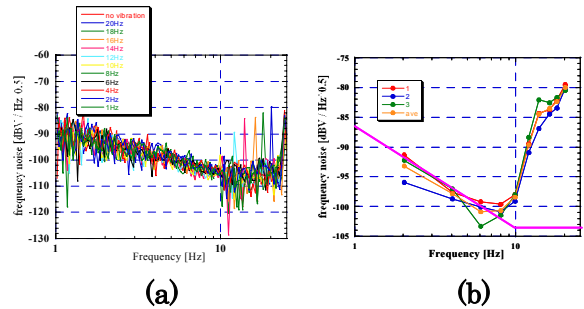 no vibration
20Hz
18Hz
16Hz
14Hz
12Hz
10Hz
8Hz
6Hz
4Hz
2Hz
1Hz
frequency noise [dBV / Hz^0.5]
-60
-70
-80
-90
-100
-110
-120
-130
1
10
Frequency [Hz]
(a)
1
2
3
ave
frequency noise [dBV / Hz^0.5]
-75
-80
-85
-90
-95
-100
-105
1
10
Frequency [Hz]
(b)